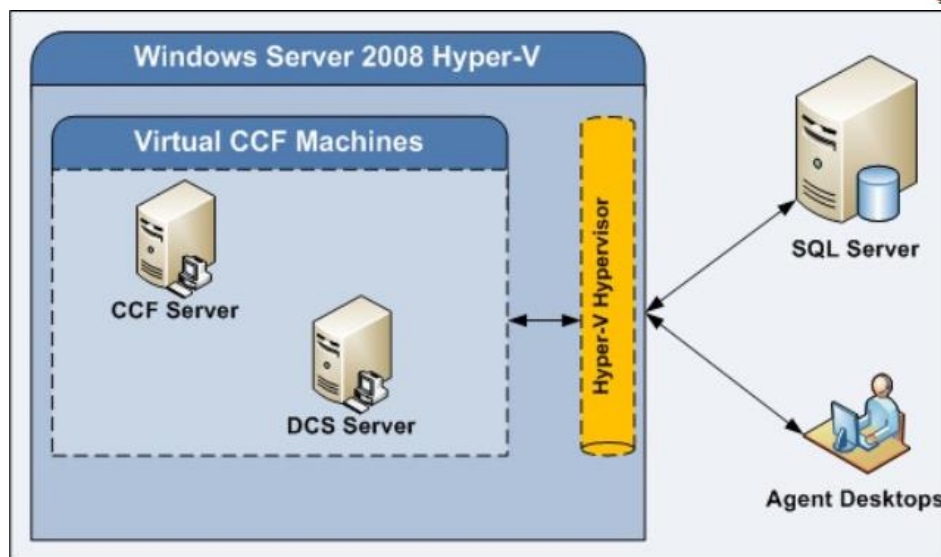 Windows Server 2008 Hyper-V
Virtual CCF Machines
CCF Server
DCS Server
Hyper-V Hypervisor
SQL Server
Agent Desktops